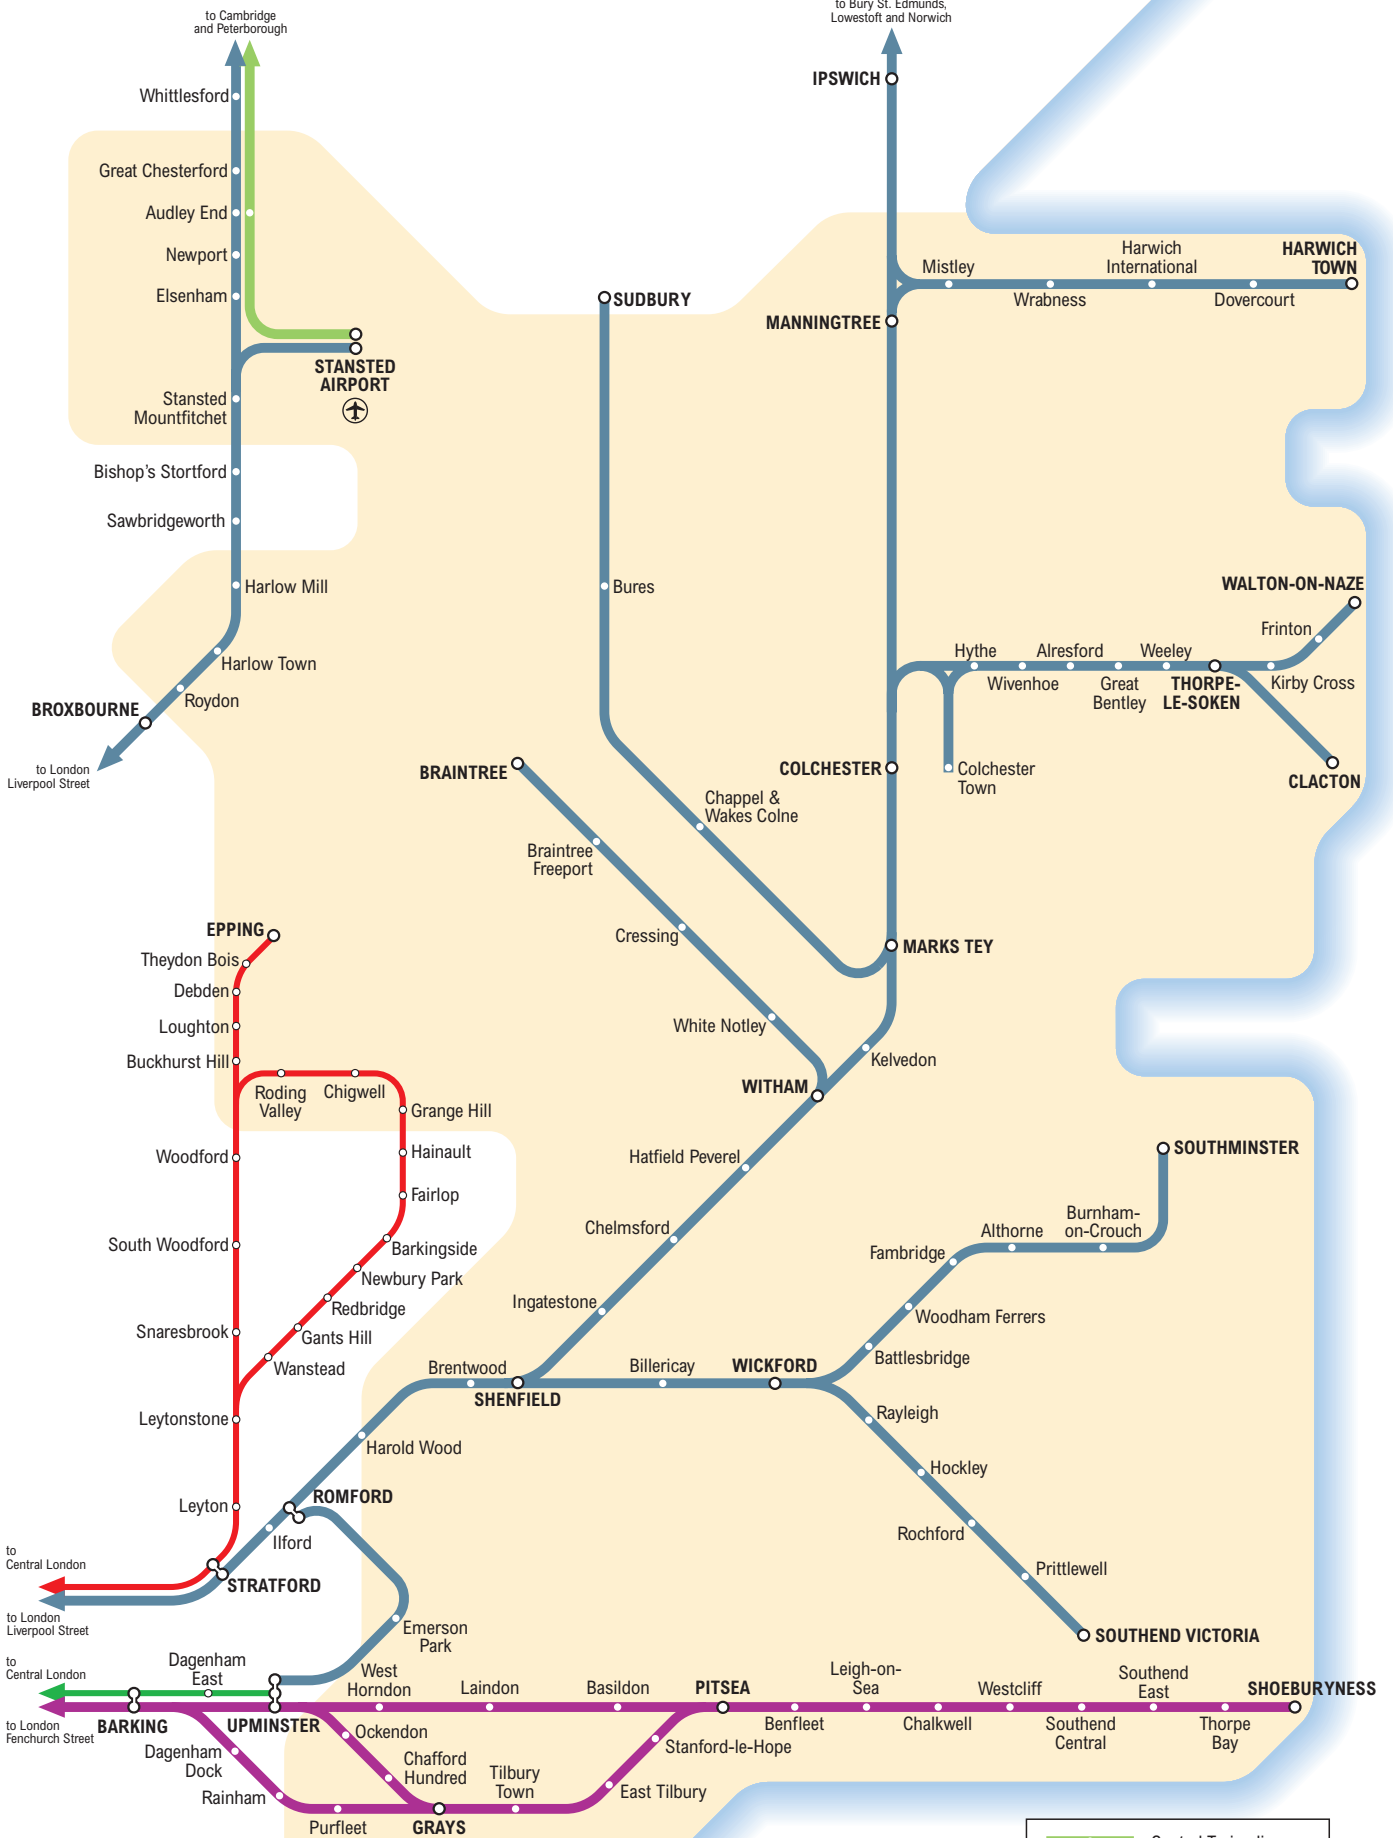 to Cambridge
and Peterborough
to Bury St. Edmunds,
Lowestoft and Norwich
IPSWICH
Whittlesford
Great Chesterford
Audley End
Newport
Elsenham
STANSTED
AIRPORT
Stansted
Mountfitchet
Bishop's Stortford
Sawbridgeworth
Harlow Mill
Harlow Town
Roydon
BROXBOURNE
to London
Liverpool Street
SUDBURY
Bures
Chappel &
Wakes Colne
MANNINGTREE
Mistley
Wrabness
Harwich
International
Dovercourt
HARWICH
TOWN
WALTON-ON-NAZE
Frinton
Kirby Cross
Hythe
Wivenhoe
Alresford
Great
Bentley
Weeley
THORPE-
LE-SOKEN
CLACTON
COLCHESTER
Colchester
Town
BRAINTREE
Braintree
Freeport
Cressing
White Notley
MARKS TEY
Kelvedon
WITHAM
Hatfield Peverel
Chelmsford
Ingatestone
EPPING
Theydon Bois
Debden
Loughton
Buckhurst Hill
Roding
Valley
Chigwell
Grange Hill
Hainault
Fairlop
Barkingside
Newbury Park
Redbridge
Gants Hill
Wanstead
Woodford
South Woodford
Snaresbrook
Leytonstone
Leyton
SOUTHMINSTER
Burnham-
on-Crouch
Althorne
Fambridge
Woodham Ferrers
Battlesbridge
Brentwood
SHENFIELD
Billericay
WICKFORD
Rayleigh
Hockley
Rochford
Prittlewell
SOUTHEND VICTORIA
Harold Wood
ROMFORD
Ilford
STRATFORD
to
Central London
to London
Liverpool Street
Emerson
Park
to
Central London
to London
Fenchurch Street
Dagenham
East
BARKING
UPMINSTER
West
Horndon
Laindon
Basildon
PITSEA
Benfleet
Leigh-on-
Sea
Chalkwell
Westcliff
Southend
Central
Southend
East
Thorpe
Bay
SHOEBURYNESS
Dagenham
Dock
Rainham
Purfleet
Ockendon
Chafford
Hundred
GRAYS
Tilbury
Town
East Tilbury
Stanford-le-Hope